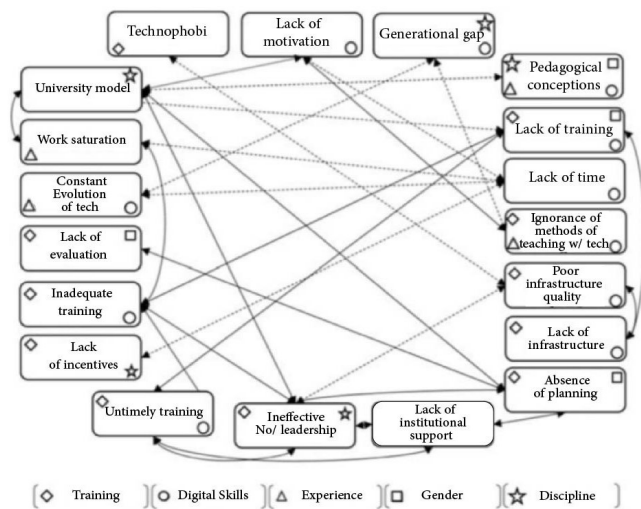 Technophobi
Lack of
motivation
Generational gap
University model
Pedagogical
conceptions
Work saturation
Lack of training
Constant
Evolution
of tech
Lack of time
Lack of
evaluation
Ignorance of
methods of
teaching w/ tech
Inadequate
training
Poor
infrastructure
quality
Lack
of incentives
Lack of
infrastructure
Untimely training
Ineffective
No/ leadership
Lack of
institutional
support
Absence
of planning
Training
Digital Skills
Experience
Gender
Discipline